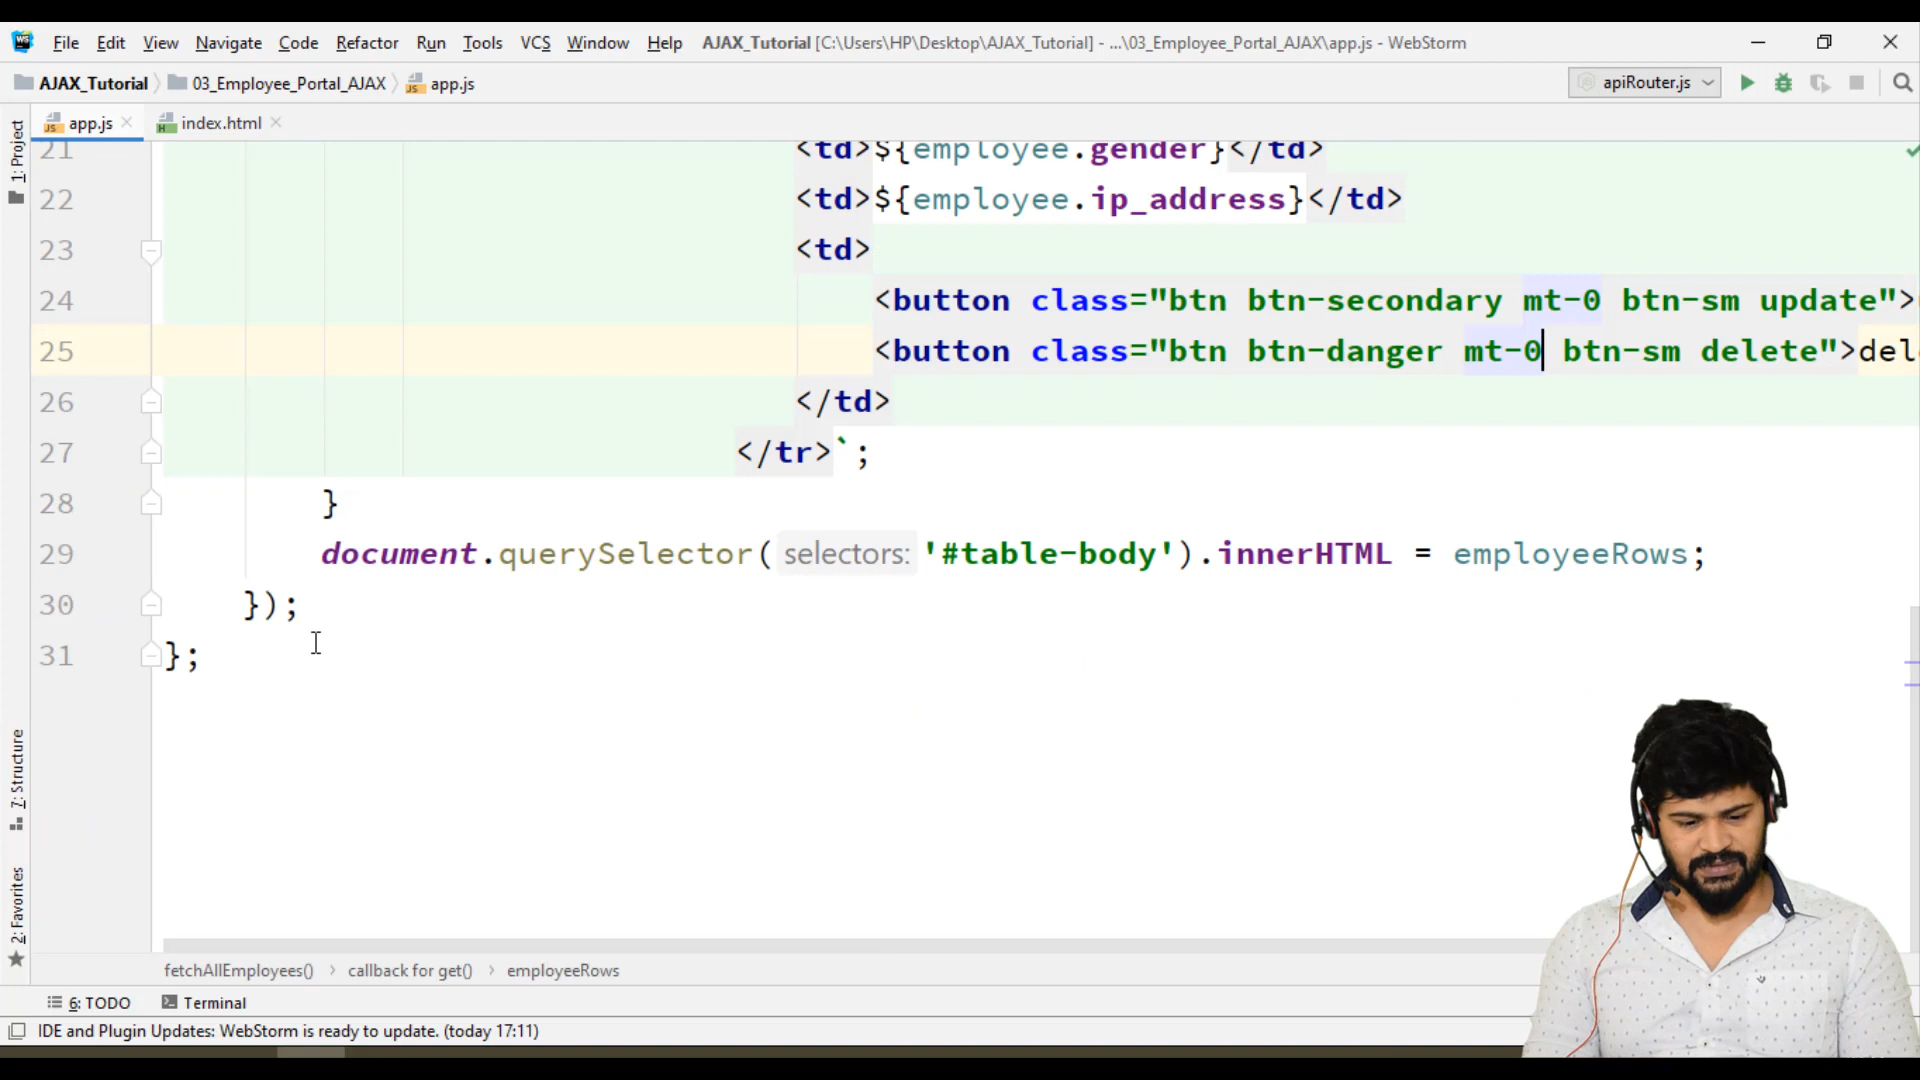 WS File Edit View Navigate Code Refactor Run Tools VCS Window Help AJAX_Tutorial [C:\Users\HP\Desktop\AJAX_Tutorial] - ...\03_Employee_Portal_AJAX\app.js - WebStorm
AJAX_Tutorial 03_Employee_Portal_AJAX JS app.js apiRouter.js
JS app.js H index.html
1: Project
7: Structure
2: Favorites
21 <td>${employee.gender}</td>
22 <td>${employee.ip_address}</td>
23 <td>
24 <button class="btn btn-secondary mt-0 btn-sm update">
25 <button class="btn btn-danger mt-0 btn-sm delete">del
26 </td>
27 </tr>`;
28 }
29 document.querySelector( selectors: '#table-body').innerHTML = employeeRows;
30 });
31 };
fetchAllEmployees() callback for get() employeeRows
6: TODO Terminal
IDE and Plugin Updates: WebStorm is ready to update. (today 17:11)